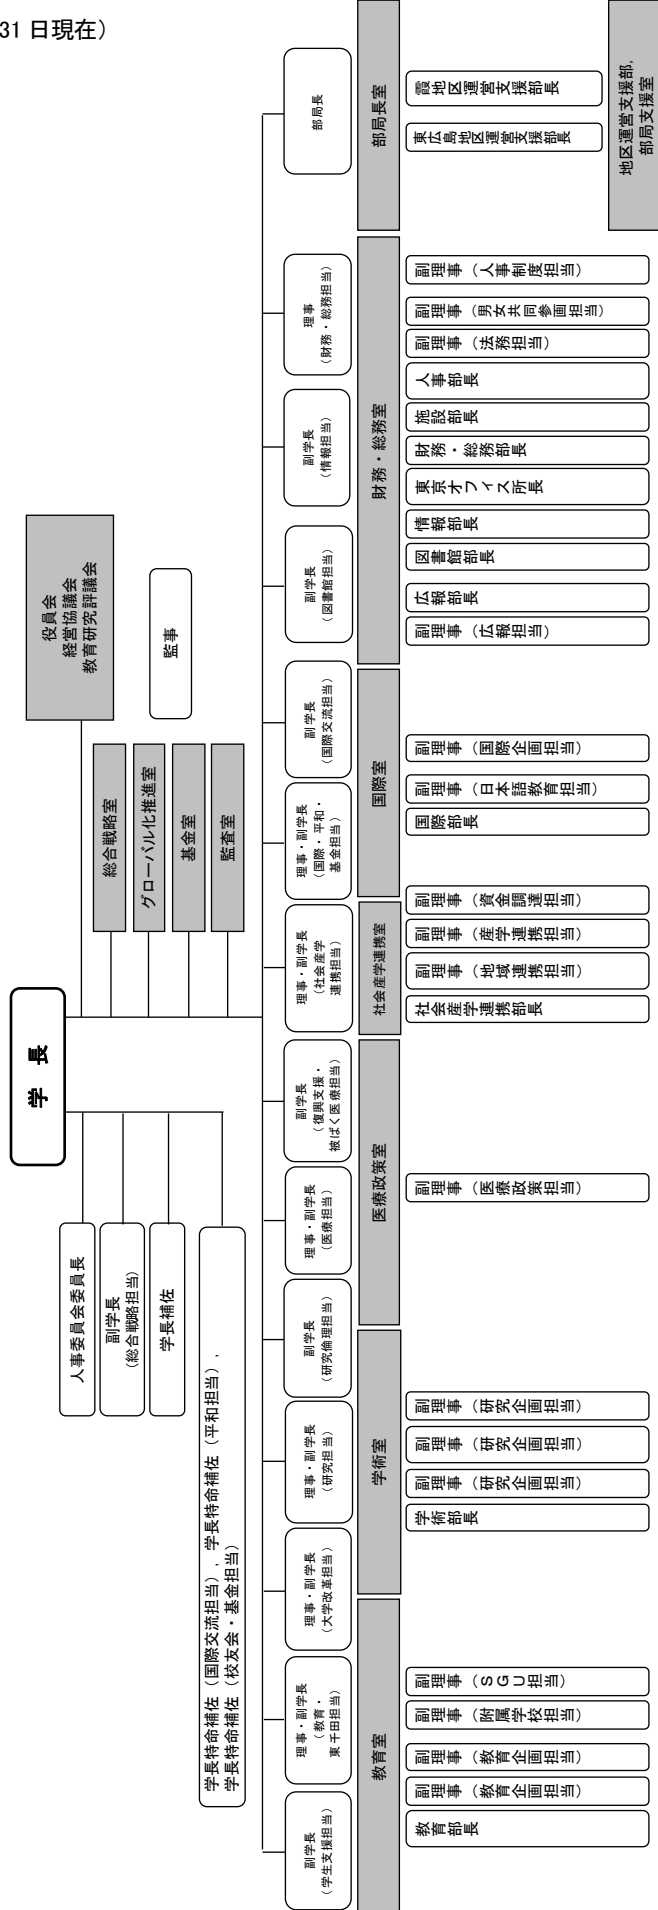 31 日現在）
学 長
役員会
経営協議会
教育研究評議会
監事
総合戦略室
グローバル化推進室
基金室
監査室
人事委員会委員長
副学長
（総合戦略担当）
学長補佐
学長特命補佐（国際交流担当），学長特命補佐（平和担当），
学長特命補佐（校友会・基金担当）
副学長
（学生支援担当）
理事・副学長
（教育・
東千田担当）
理事・副学長
（大学改革担当）
理事・副学長
（研究担当）
副学長
（研究倫理担当）
理事・副学長
（医療担当）
副学長
（復興支援・
被ばく医療担当）
理事・副学長
（社会産学
連携担当）
理事・副学長
（国際・平和・
基金担当）
副学長
（国際交流担当）
副学長
（図書館担当）
副学長
（情報担当）
理事
（財務・総務担当）
部局長
教育室
学術室
医療政策室
社会産学連携室
国際室
財務・総務室
部局長室
教育部長
副理事（教育企画担当）
副理事（教育企画担当）
副理事（附属学校担当）
副理事（ＳＧＵ担当）
学術部長
副理事（研究企画担当）
副理事（研究企画担当）
副理事（研究企画担当）
副理事（医療政策担当）
社会産学連携部長
副理事（地域連携担当）
副理事（産学連携担当）
副理事（資金調達担当）
国際部長
副理事（日本語教育担当）
副理事（国際企画担当）
副理事（広報担当）
広報部長
図書館部長
情報部長
東京オフィス所長
財務・総務部長
施設部長
人事部長
副理事（法務担当）
副理事（男女共同参画担当）
副理事（人事制度担当）
東広島地区運営支援部長
霞地区運営支援部長
地区運営支援部，
部局支援室